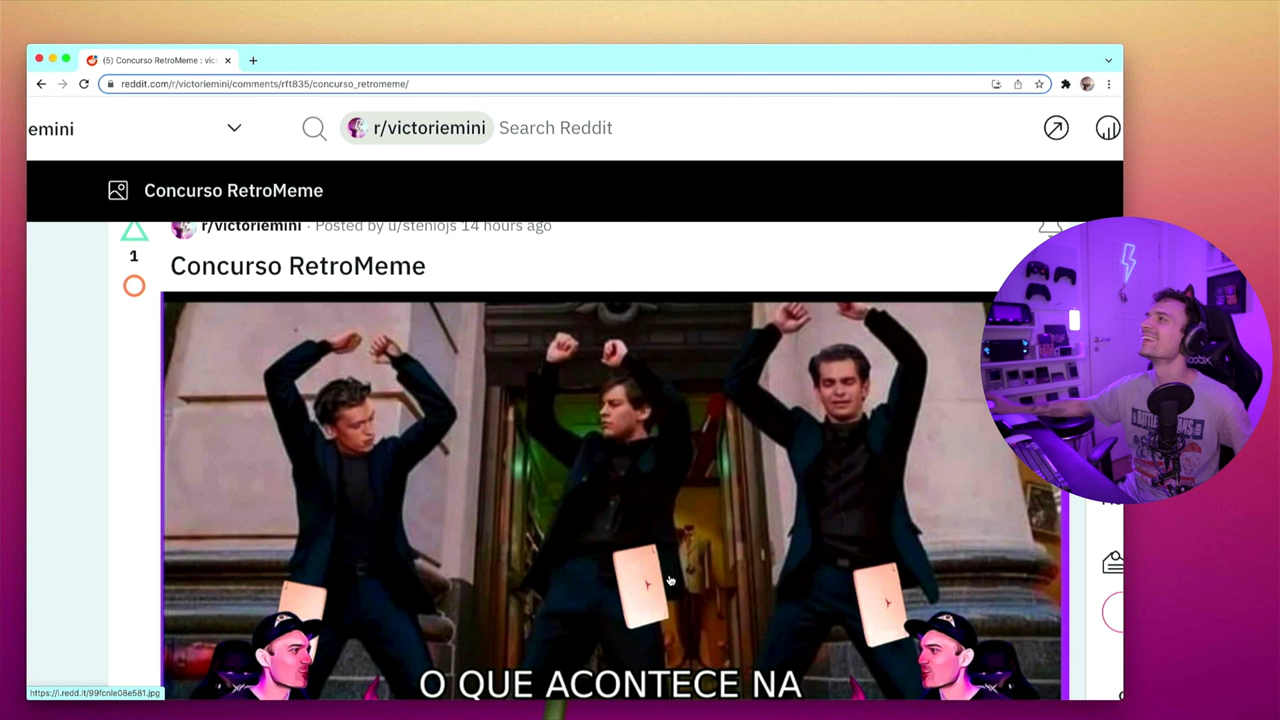 (5) Concurso RetroMeme : vic
reddit.com/r/victoriemini/comments/rft835/concurso_retromeme/
emini
r/victoriemini Search Reddit
Concurso RetroMeme
r/victoriemini · Posted by u/steniojs 14 hours ago
1
Concurso RetroMeme
O QUE ACONTECE NA
https://i.redd.it/99fcnle08e581.jpg